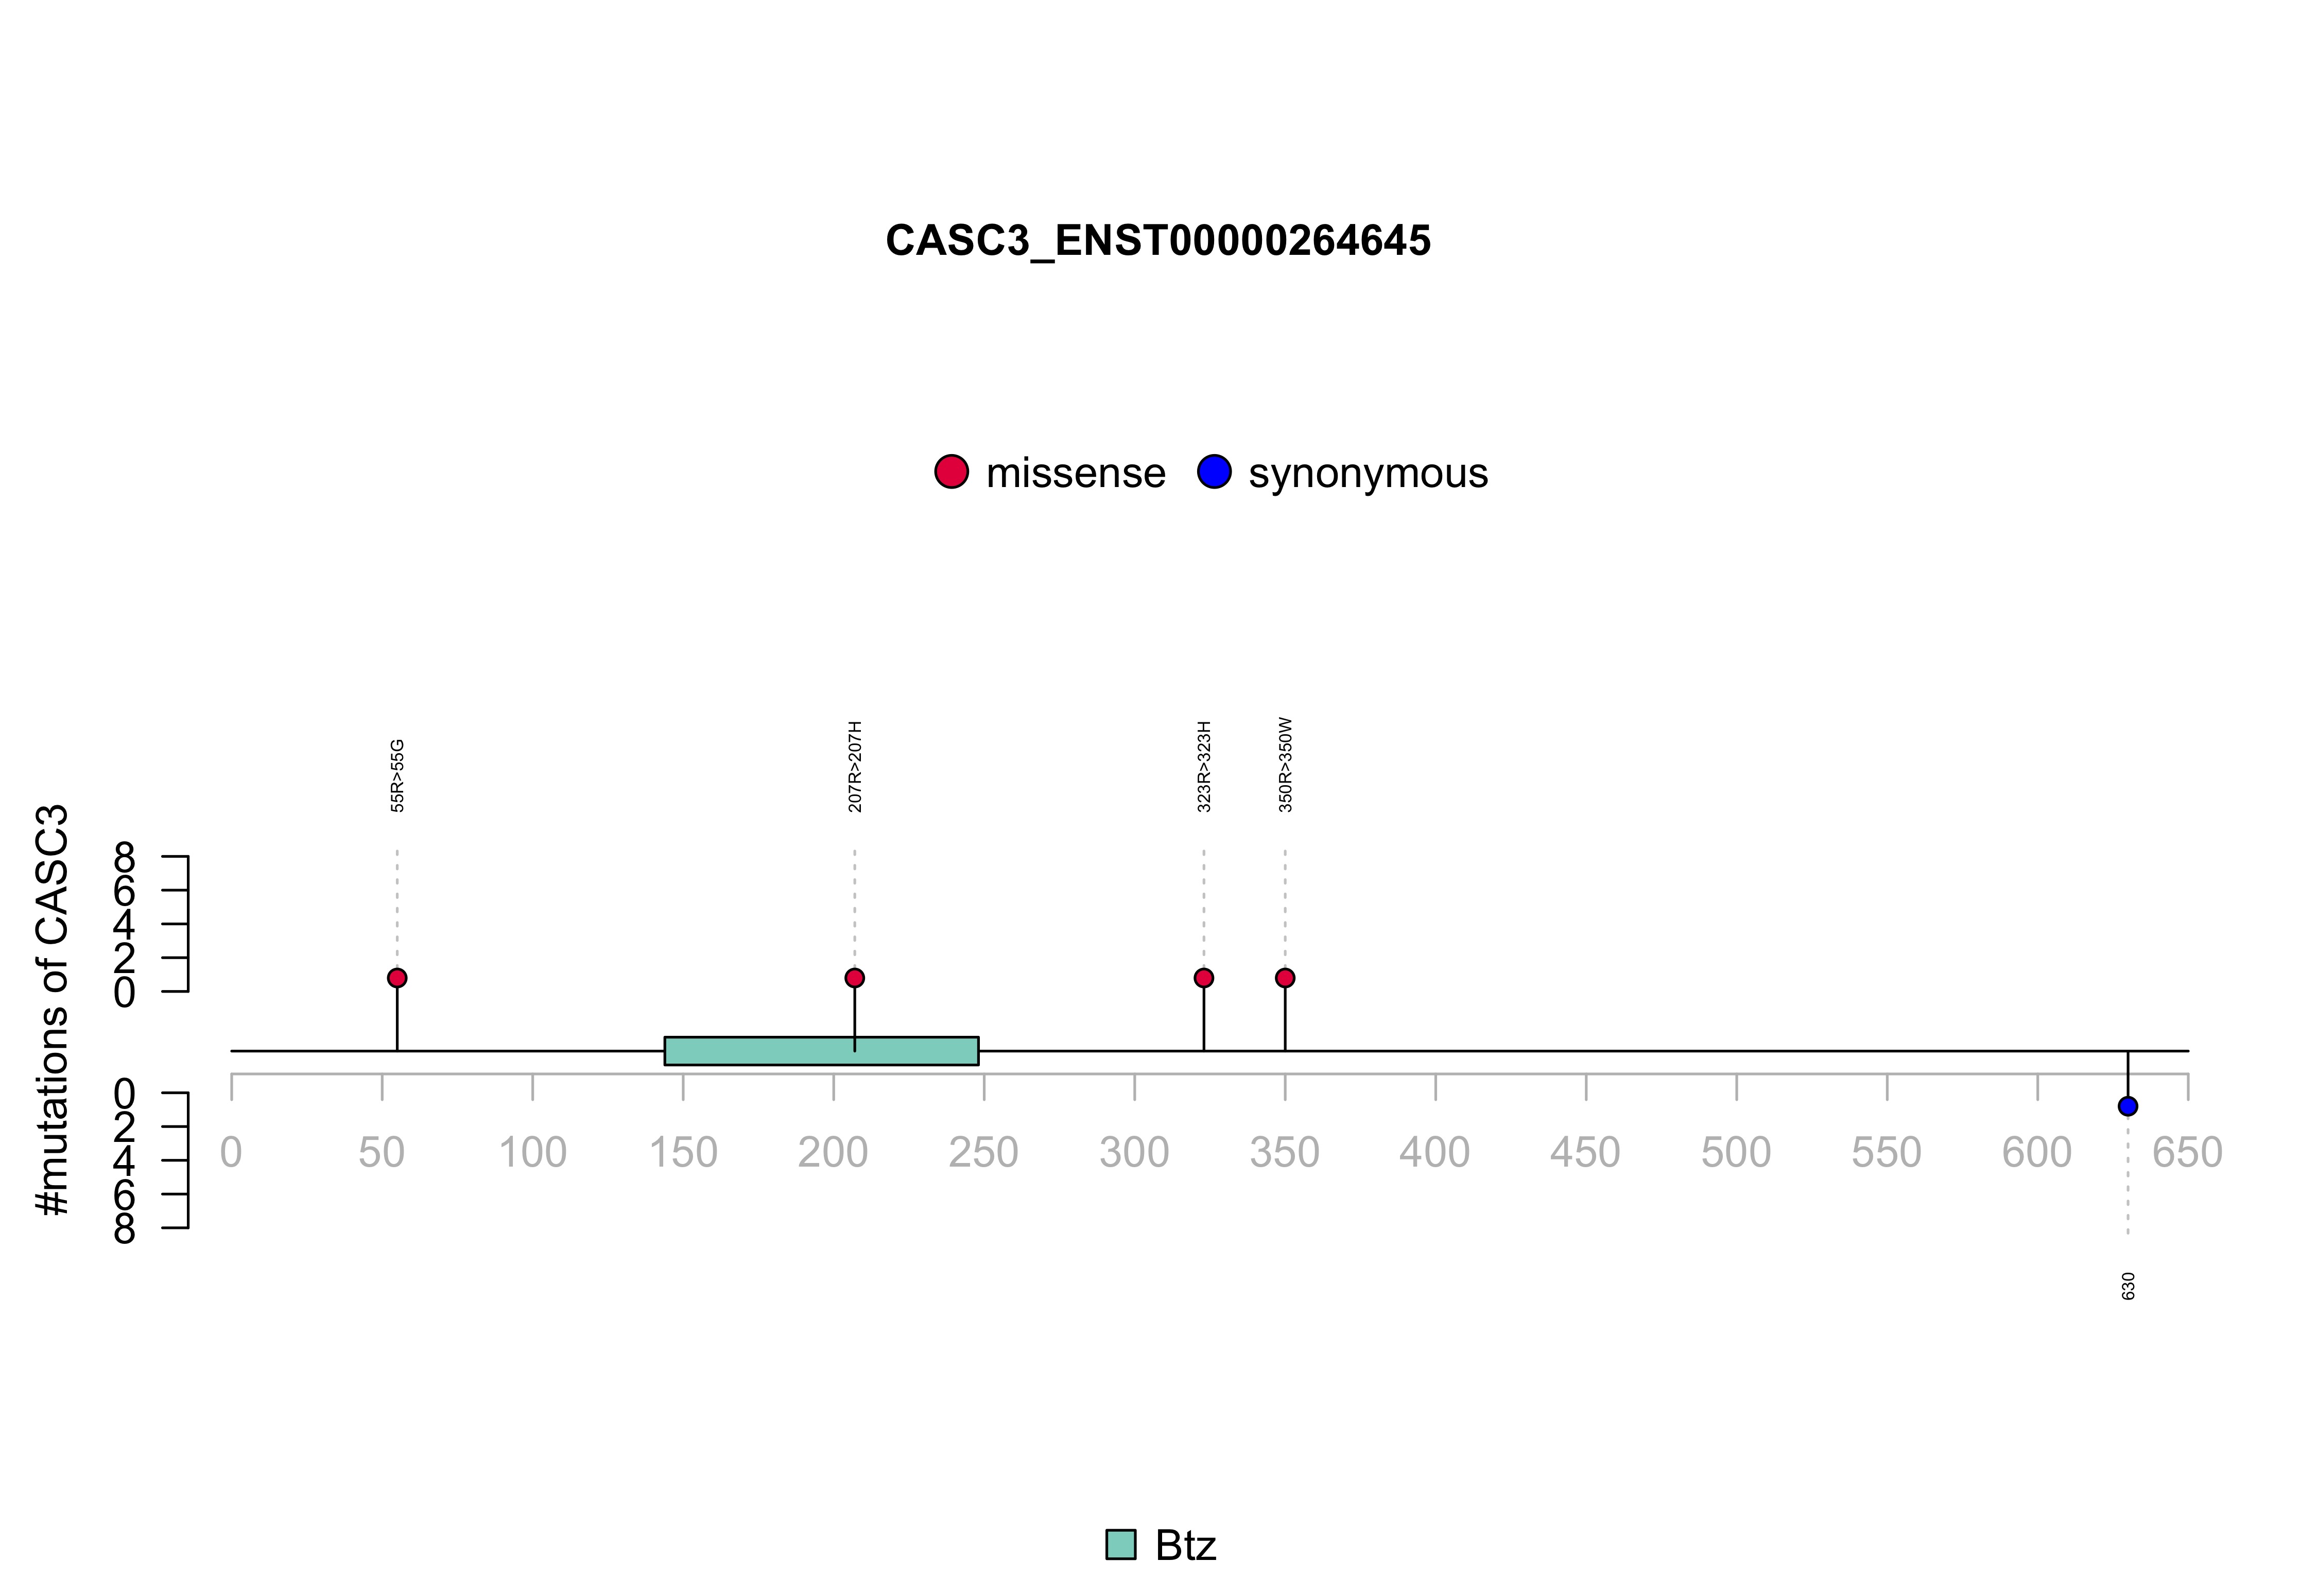 CASC3_ENST00000264645
missense synonymous
55R>55G
207R>207H
323R>323H
350R>350W
#mutations of CASC3
8
6
4
2
0
0
2
4
6
8
0 50 100 150 200 250 300 350 400 450 500 550 600 650
630
Btz